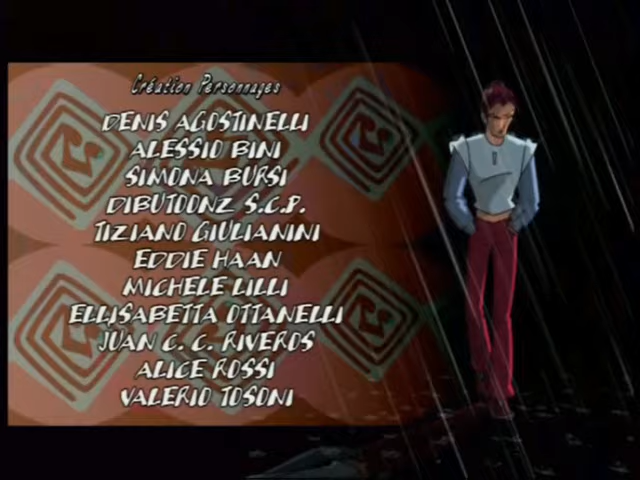 Création Personnages
DENIS AGOSTINELLI
ALESSIO BINI
SIMONA BURSI
DIBUTOONZ S.C.P.
TIZIANO GIULIANINI
EDDIE HAAN
MICHELE LILLI
ELLISABETTA OTTANELLI
JUAN C. C. RIVEROS
ALICE ROSSI
VALERIO TOSONI